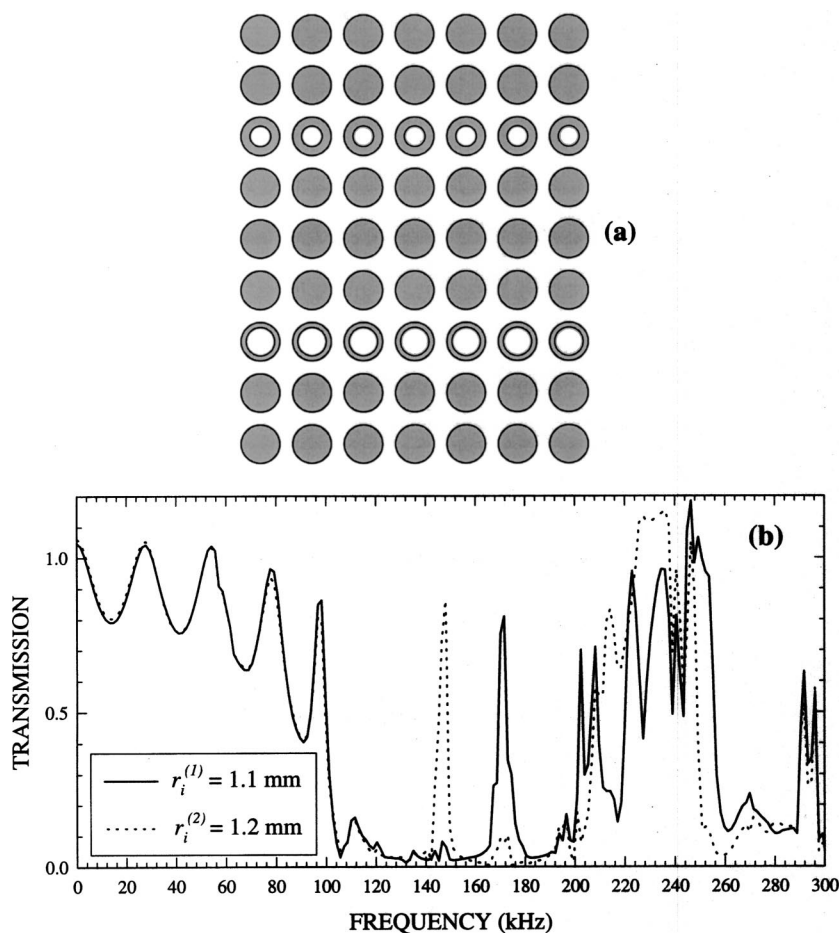 (a)
(b)
TRANSMISSION
1.0
0.5
0.0
r_i^(1) = 1.1 mm
r_i^(2) = 1.2 mm
0 20 40 60 80 100 120 140 160 180 200 220 240 260 280 300
FREQUENCY (kHz)